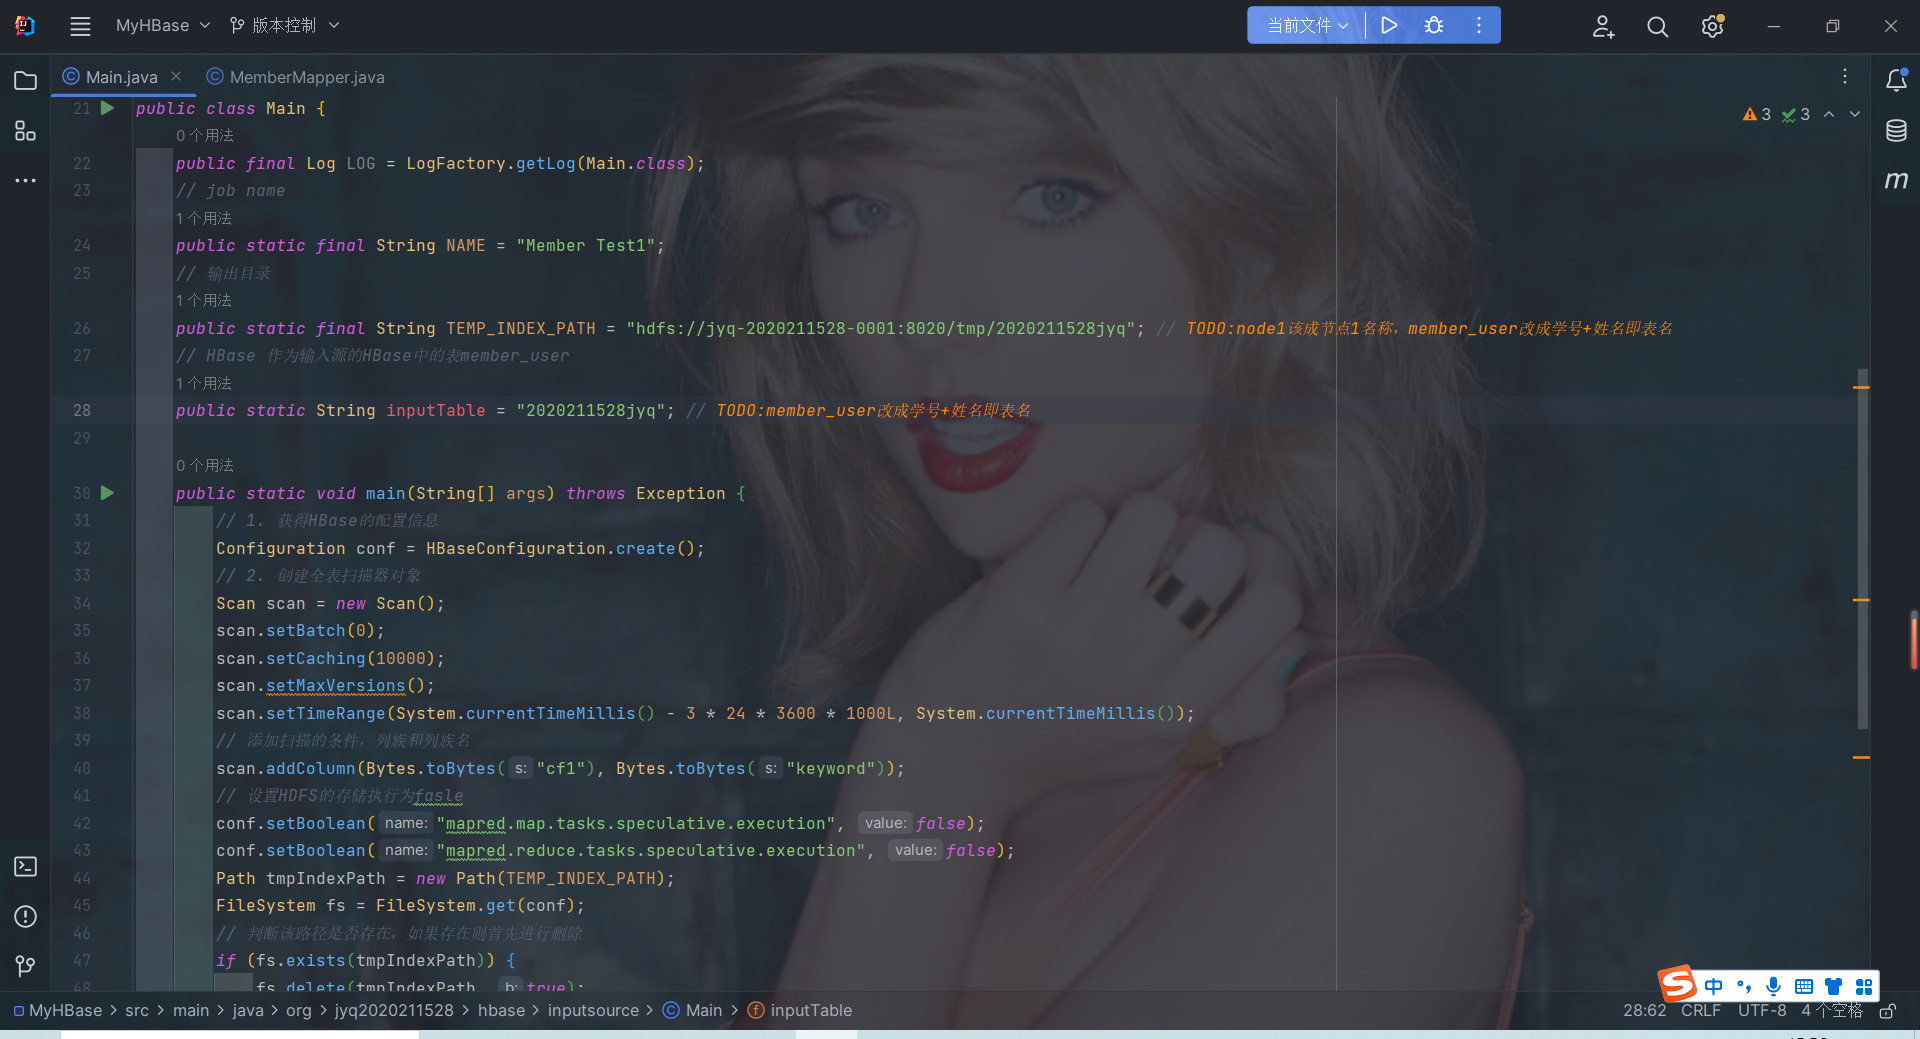 MyHBase
版本控制
当前文件
Main.java
MemberMapper.java
3 3
21 public class Main {
0 个用法
22 public final Log LOG = LogFactory.getLog(Main.class);
23 // job name
1 个用法
24 public static final String NAME = "Member Test1";
25 // 输出目录
1 个用法
26 public static final String TEMP_INDEX_PATH = "hdfs://jyq-2020211528-0001:8020/tmp/2020211528jyq"; // TODO:node1该成节点1名称，member_user改成学号+姓名即表名
27 // HBase 作为输入源的HBase中的表member_user
1 个用法
28 public static String inputTable = "2020211528jyq"; // TODO:member_user改成学号+姓名即表名
29
0 个用法
30 public static void main(String[] args) throws Exception {
31 // 1. 获得HBase的配置信息
32 Configuration conf = HBaseConfiguration.create();
33 // 2. 创建全表扫描器对象
34 Scan scan = new Scan();
35 scan.setBatch(0);
36 scan.setCaching(10000);
37 scan.setMaxVersions();
38 scan.setTimeRange(System.currentTimeMillis() - 3 * 24 * 3600 * 1000L, System.currentTimeMillis());
39 // 添加扫描的条件，列族和列族名
40 scan.addColumn(Bytes.toBytes( s: "cf1"), Bytes.toBytes( s: "keyword"));
41 // 设置HDFS的存储执行为fasle
42 conf.setBoolean( name: "mapred.map.tasks.speculative.execution", value: false);
43 conf.setBoolean( name: "mapred.reduce.tasks.speculative.execution", value: false);
44 Path tmpIndexPath = new Path(TEMP_INDEX_PATH);
45 FileSystem fs = FileSystem.get(conf);
46 // 判断该路径是否存在，如果存在则首先进行删除
47 if (fs.exists(tmpIndexPath)) {
48 fs.delete(tmpIndexPath, b: true);
中
MyHBase > src > main > java > org > jyq2020211528 > hbase > inputsource > Main > inputTable
28:62 CRLF UTF-8 4 个空格